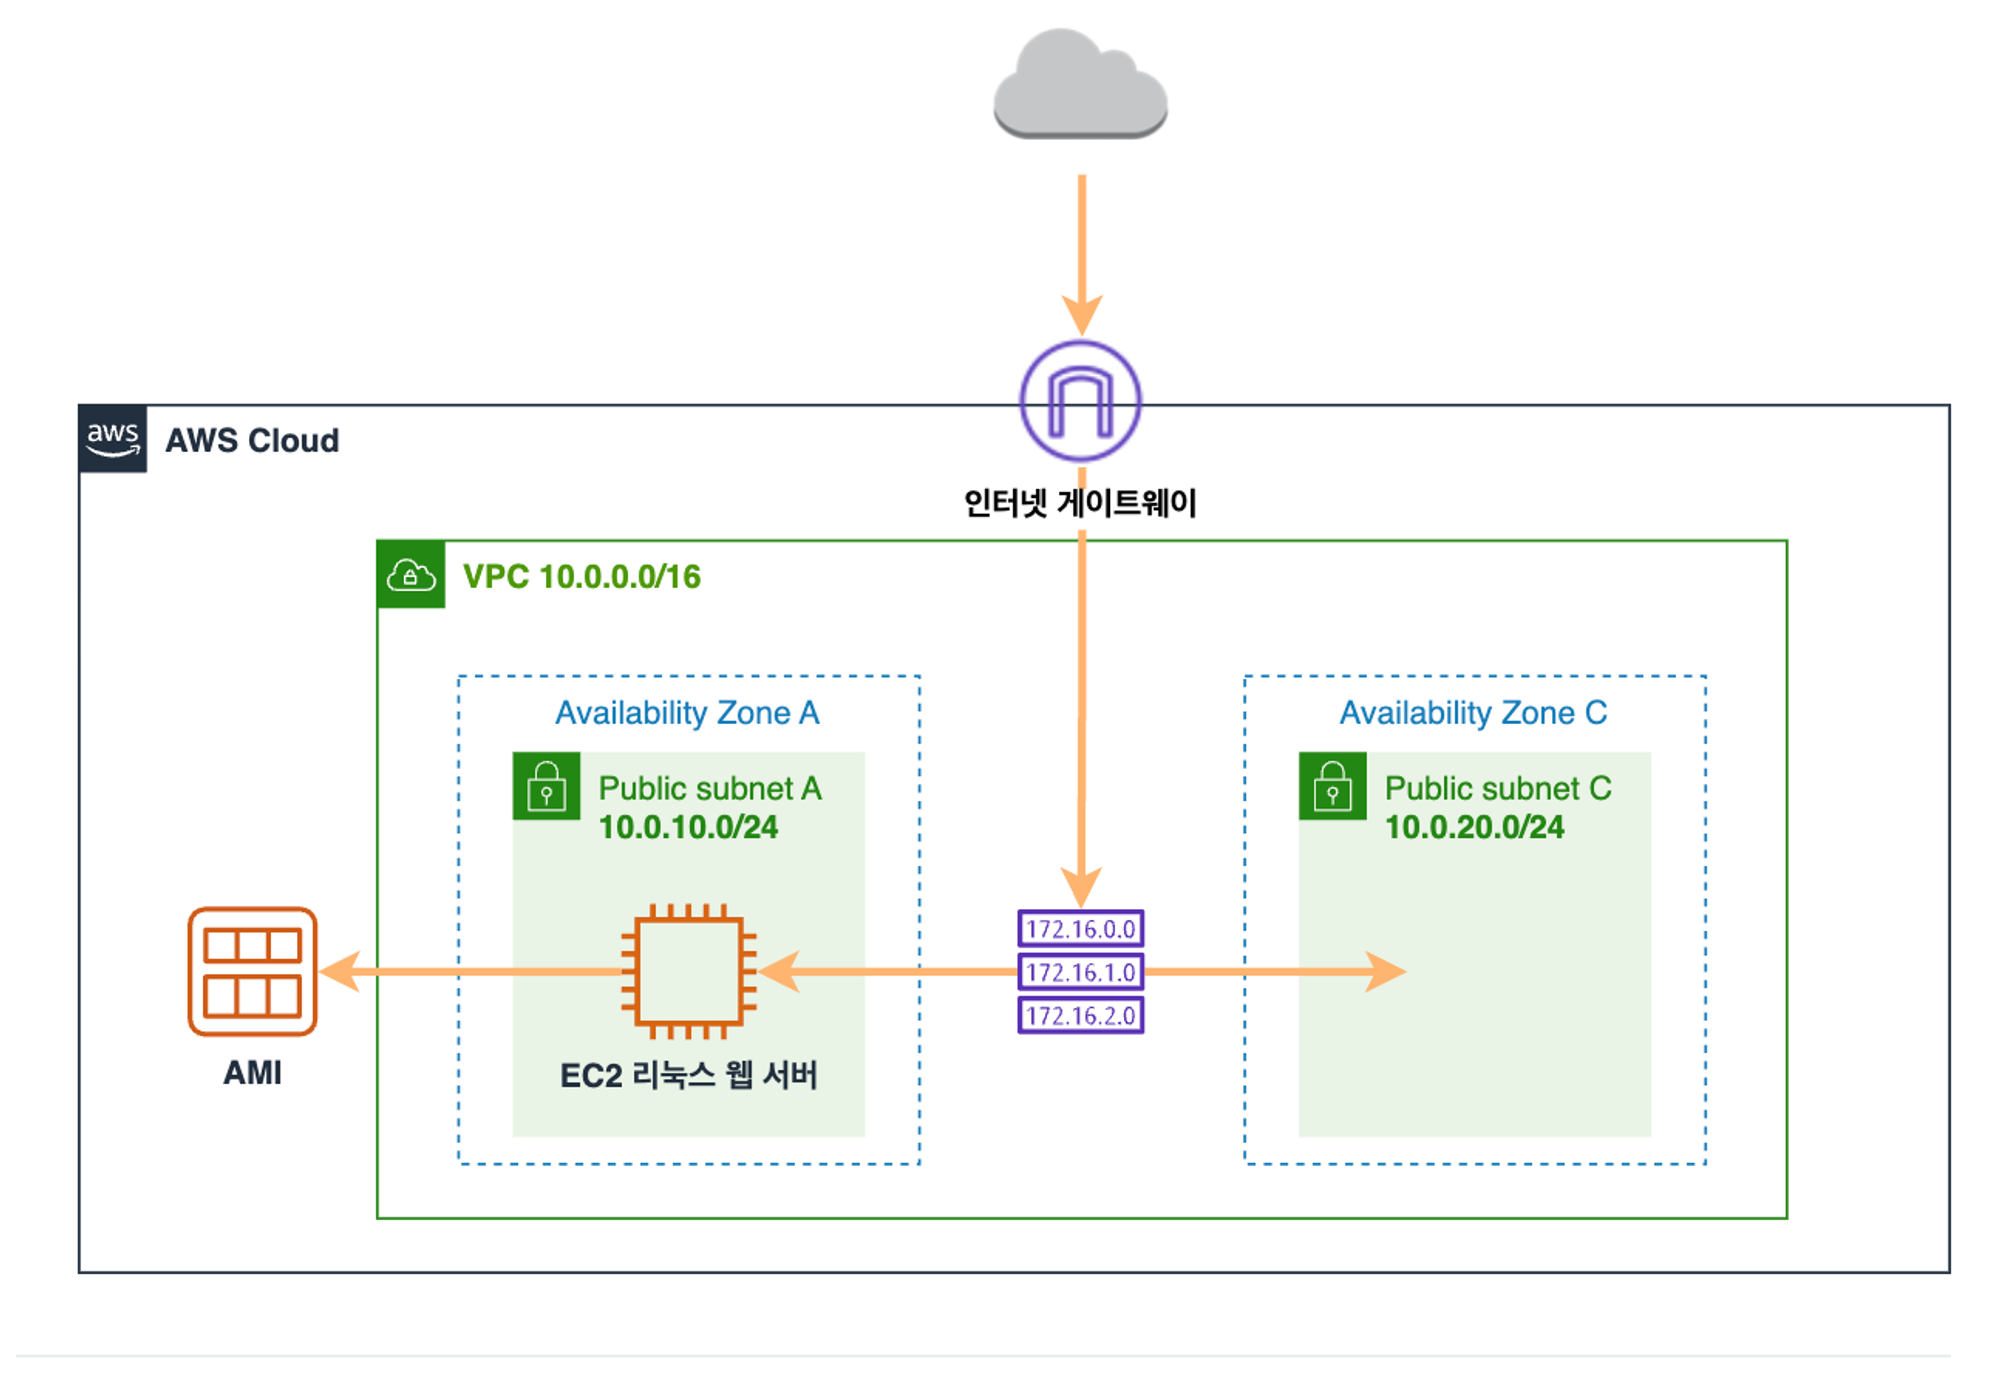 인터넷 게이트웨이
aws
AWS Cloud
VPC 10.0.0.0/16
Availability Zone A
Public subnet A
10.0.10.0/24
EC2 리눅스 웹 서버
AMI
172.16.0.0
172.16.1.0
172.16.2.0
Availability Zone C
Public subnet C
10.0.20.0/24